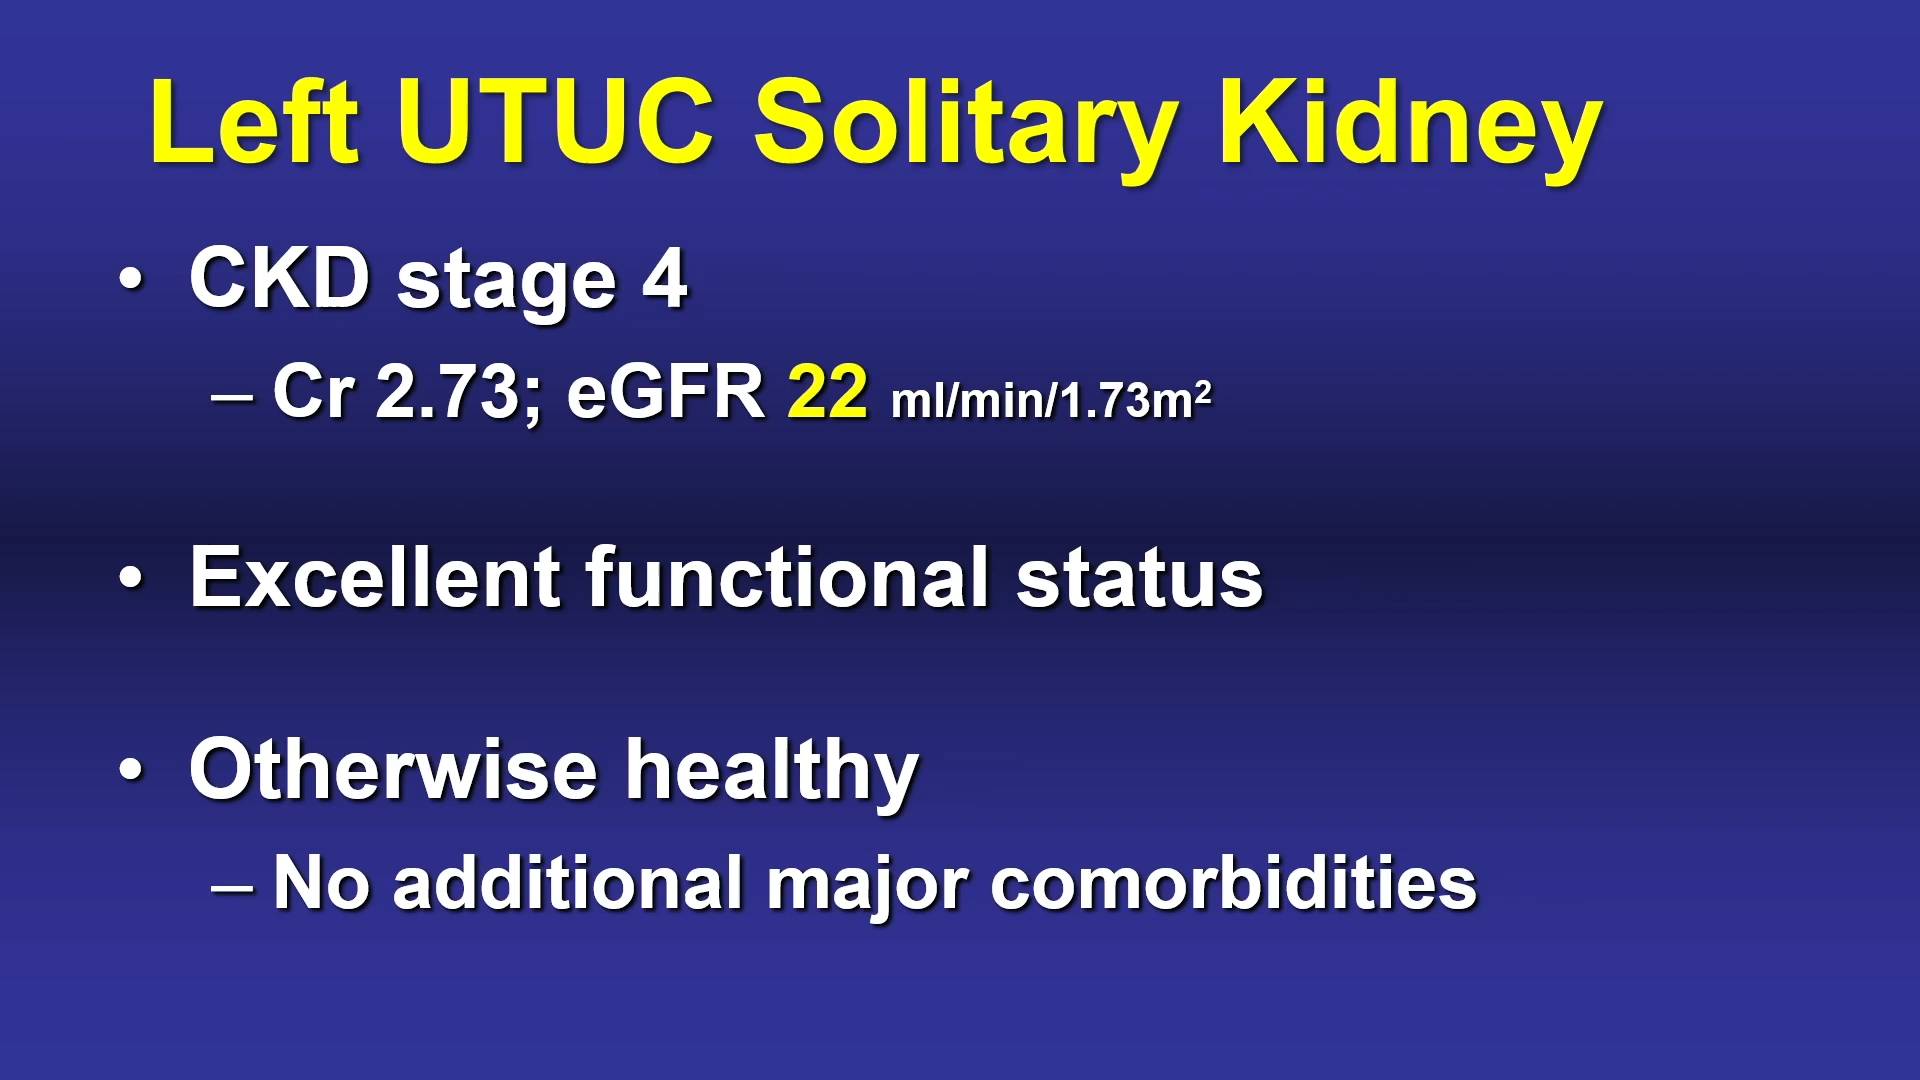 Left UTUC Solitary Kidney
• CKD stage 4
– Cr 2.73; eGFR 22 ml/min/1.73m²
• Excellent functional status
• Otherwise healthy
– No additional major comorbidities